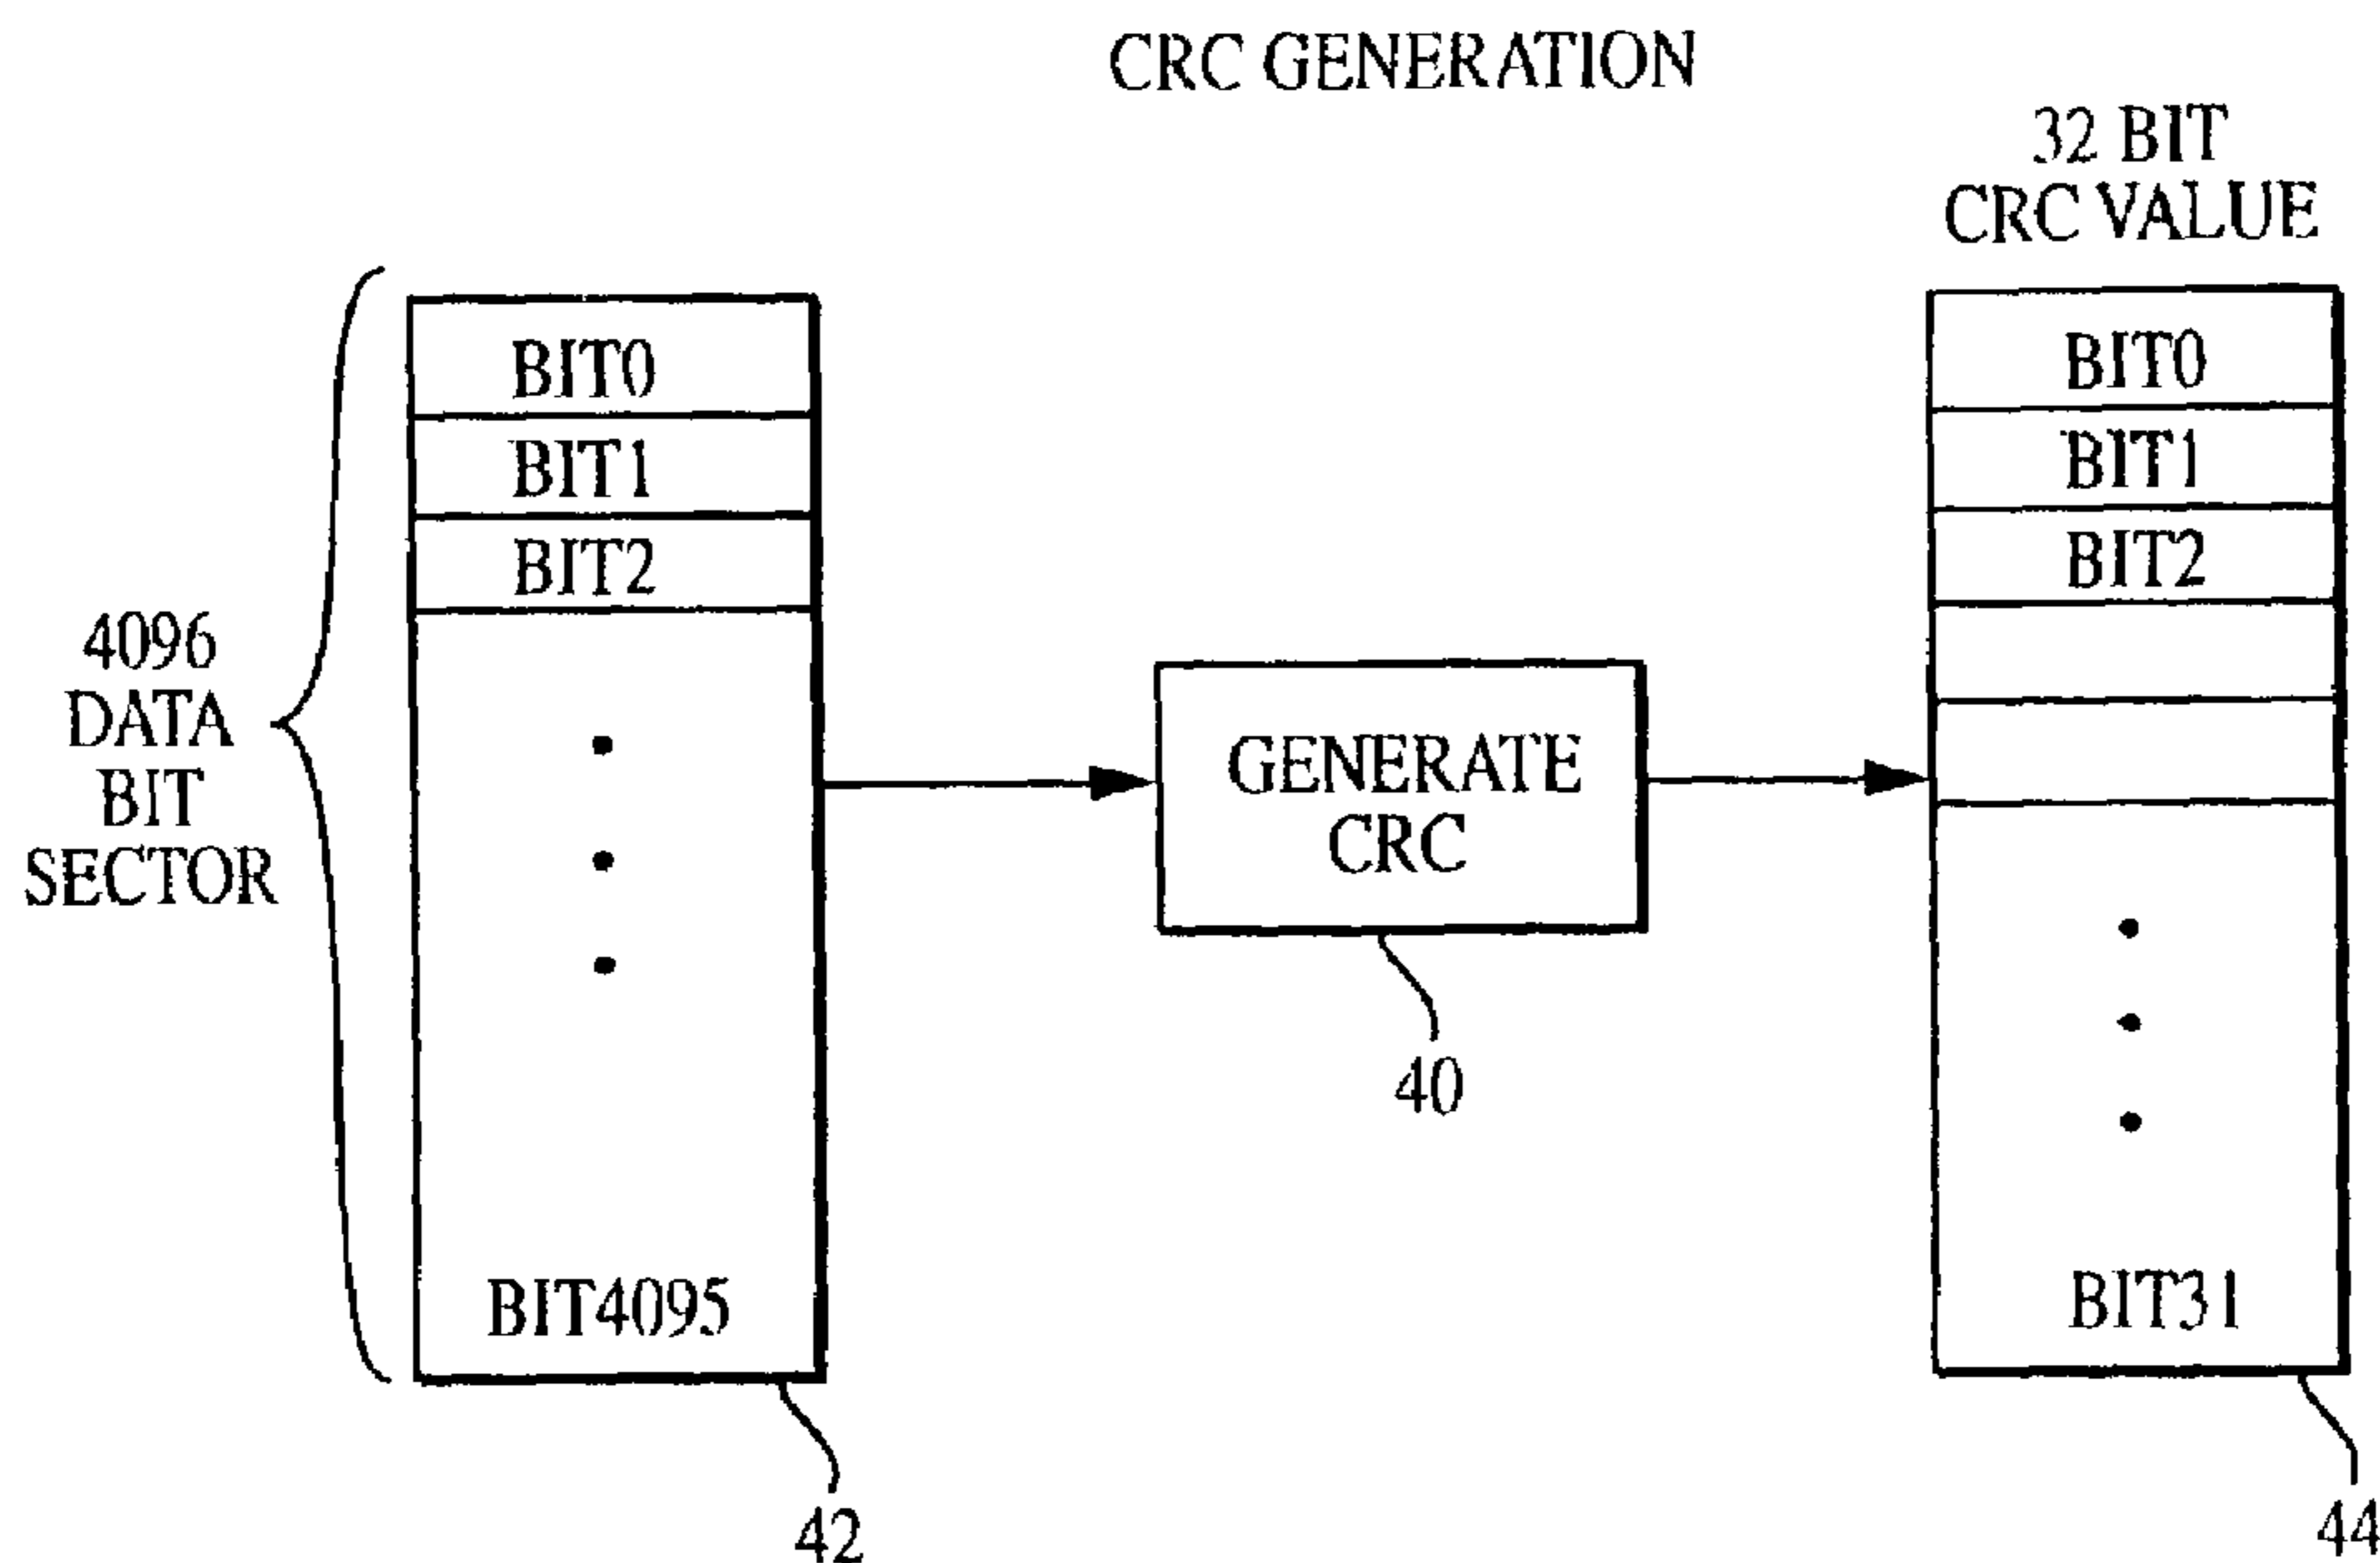 CRC GENERATION
32 BIT
CRC VALUE
4096
DATA
BIT
SECTOR
BIT0
BIT1
BIT2
BIT4095
42
GENERATE
CRC
40
BIT0
BIT1
BIT2
BIT31
44